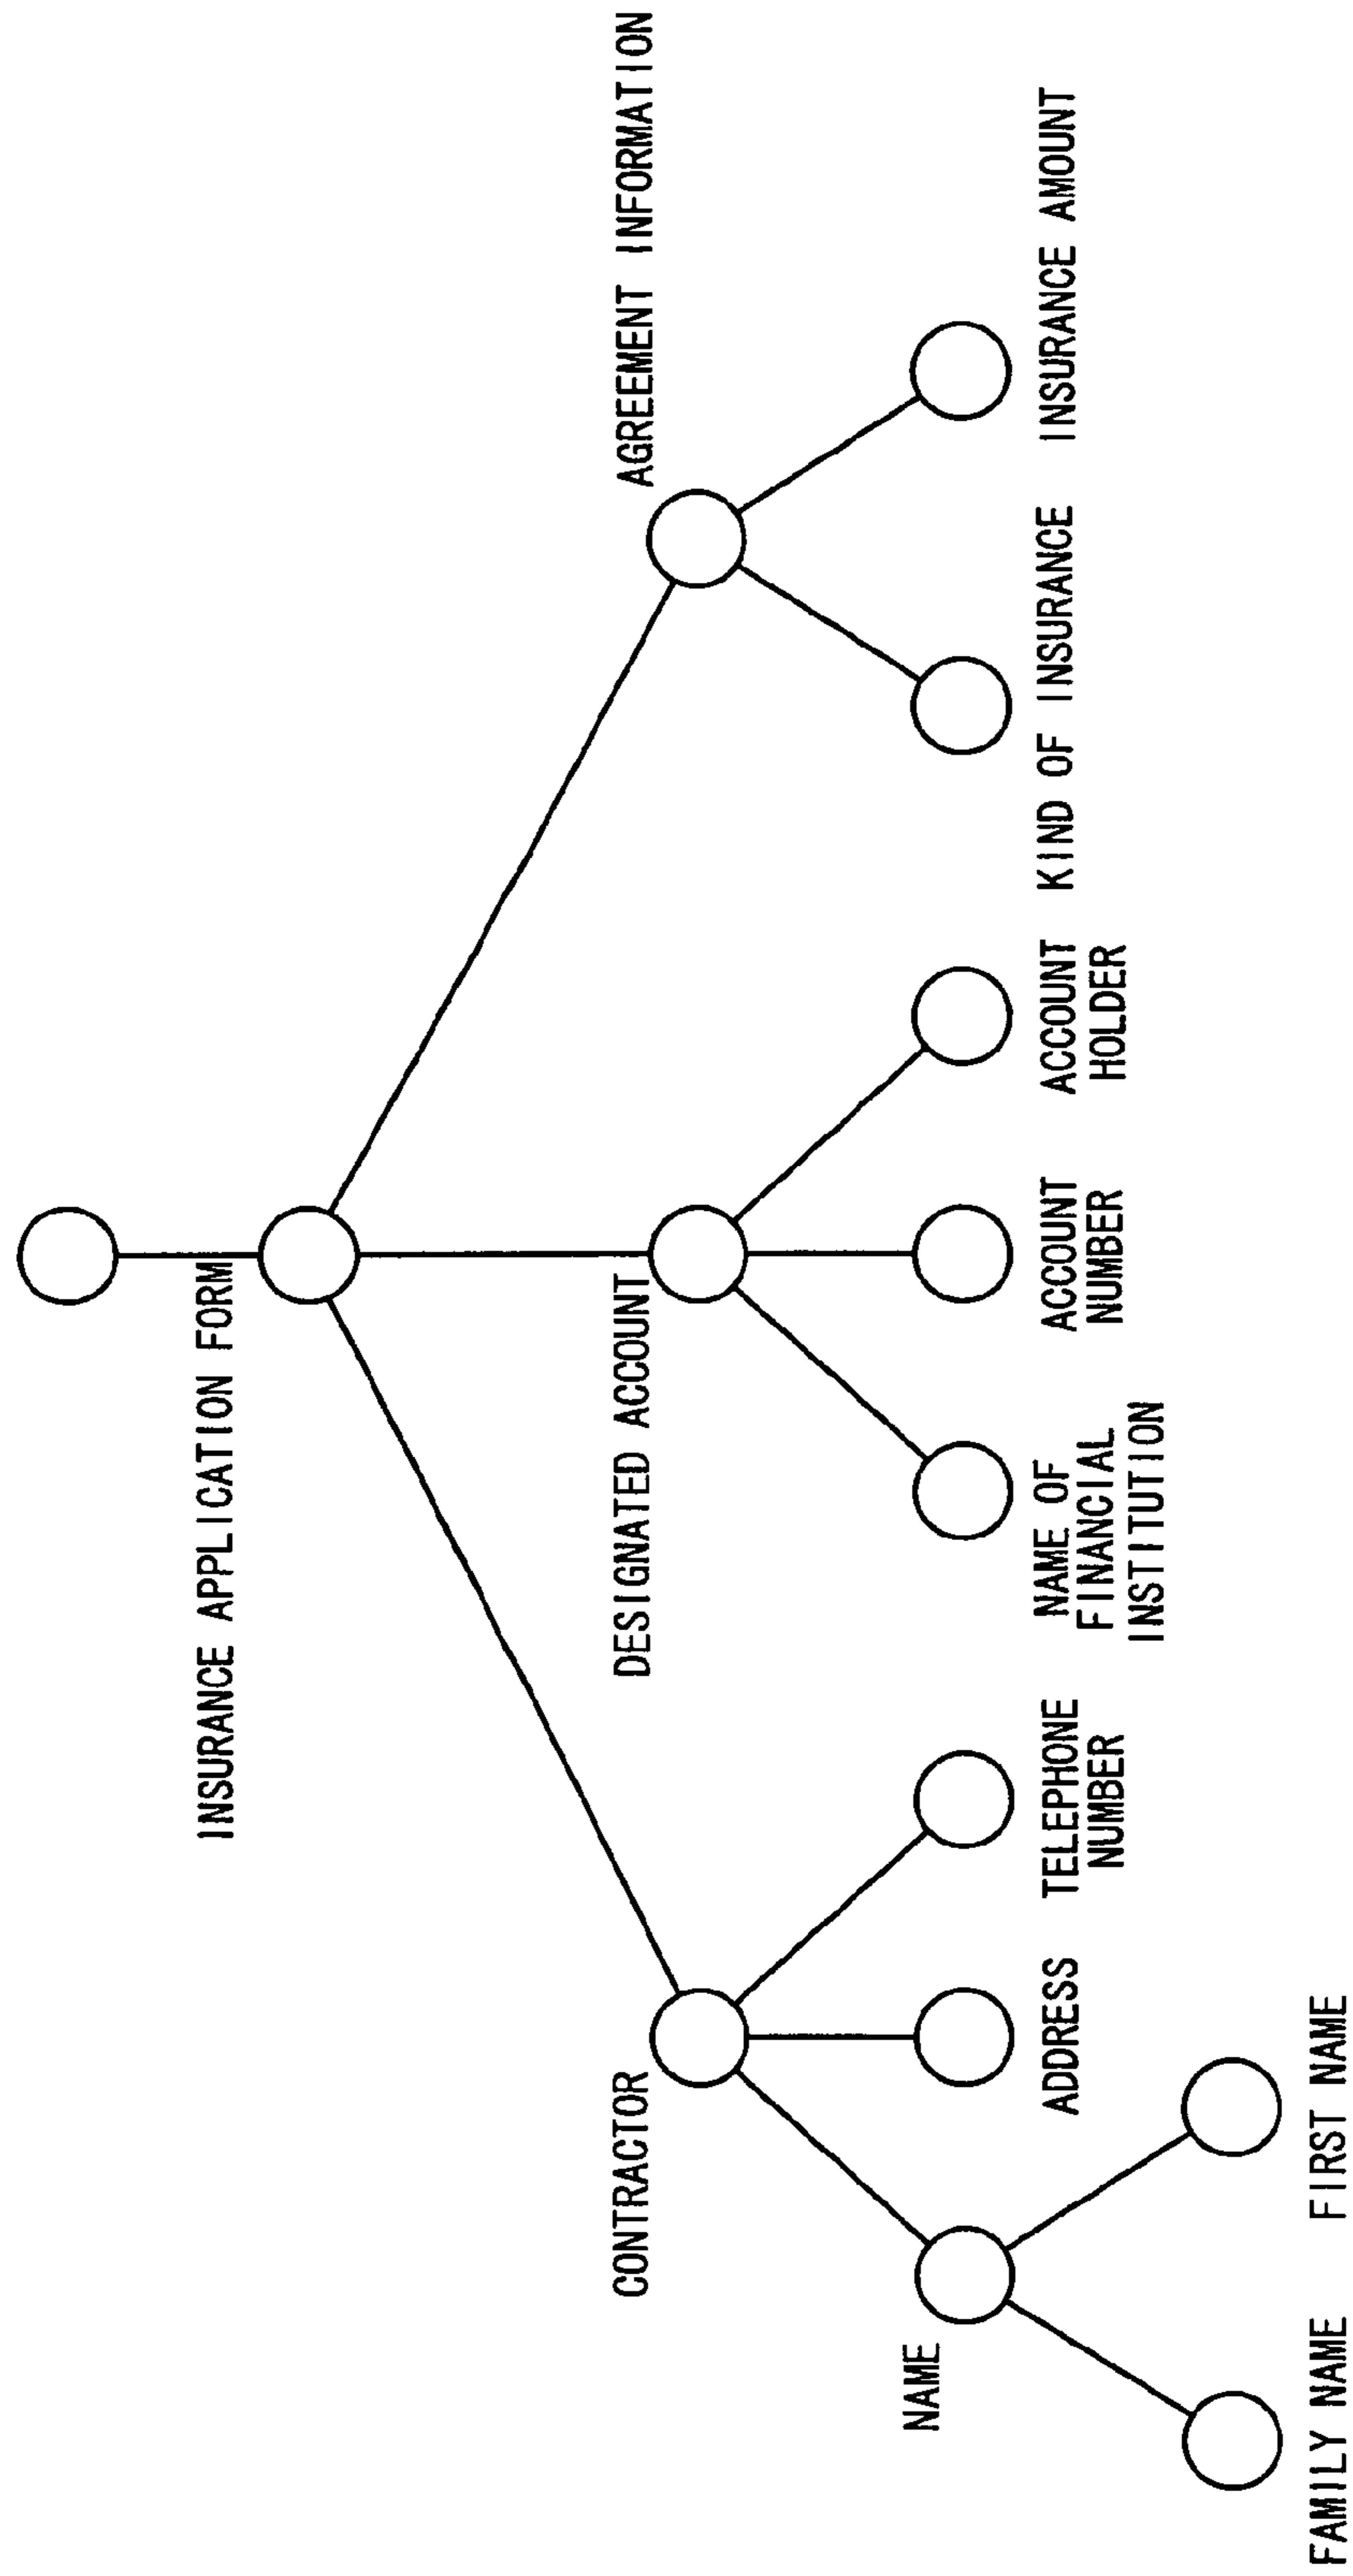 INSURANCE APPLICATION FORM
CONTRACTOR
DESIGNATED ACCOUNT
AGREEMENT INFORMATION
NAME
ADDRESS
TELEPHONE
NUMBER
NAME OF
FINANCIAL
INSTITUTION
ACCOUNT
NUMBER
ACCOUNT
HOLDER
KIND OF INSURANCE
INSURANCE AMOUNT
FAMILY NAME
FIRST NAME